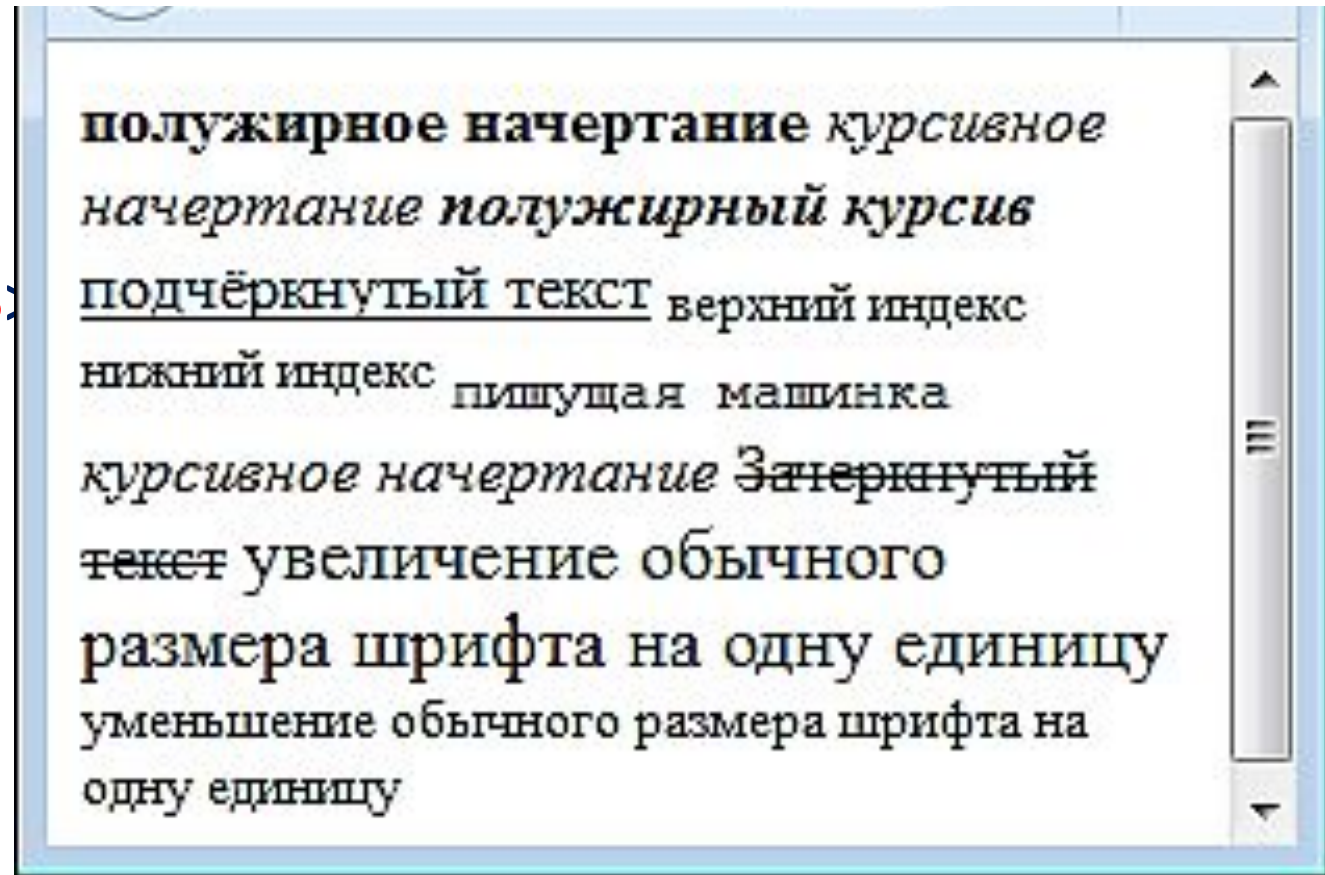 полужирное начертание курсивное
начертание полужирный курсив
подчёркнутый текст верхний индекс
нижний индекс пишущая машинка
курсивное начертание Зачеркнутый
текст увеличение обычного
размера шрифта на одну единицу
уменьшение обычного размера шрифта на
одну единицу